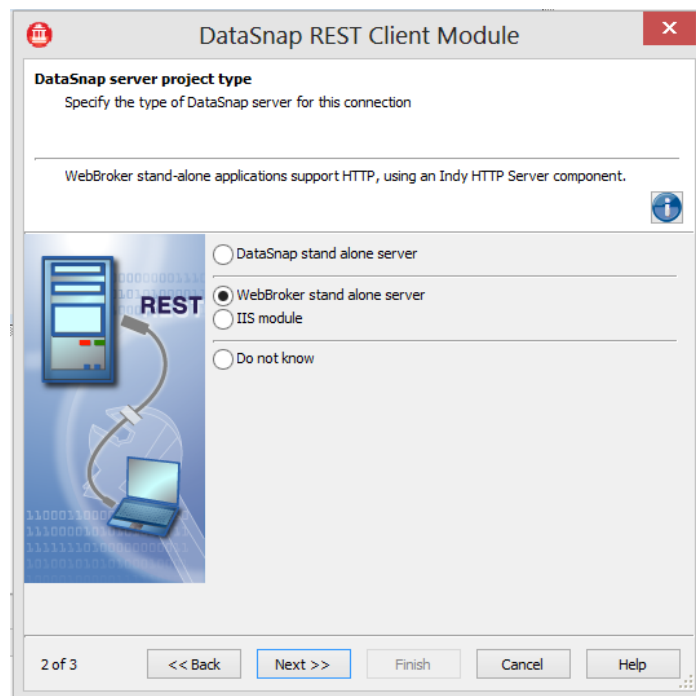 DataSnap REST Client Module
DataSnap server project type
Specify the type of DataSnap server for this connection
WebBroker stand-alone applications support HTTP, using an Indy HTTP Server component.
REST
DataSnap stand alone server
WebBroker stand alone server
IIS module
Do not know
2 of 3
<< Back
Next >>
Finish
Cancel
Help